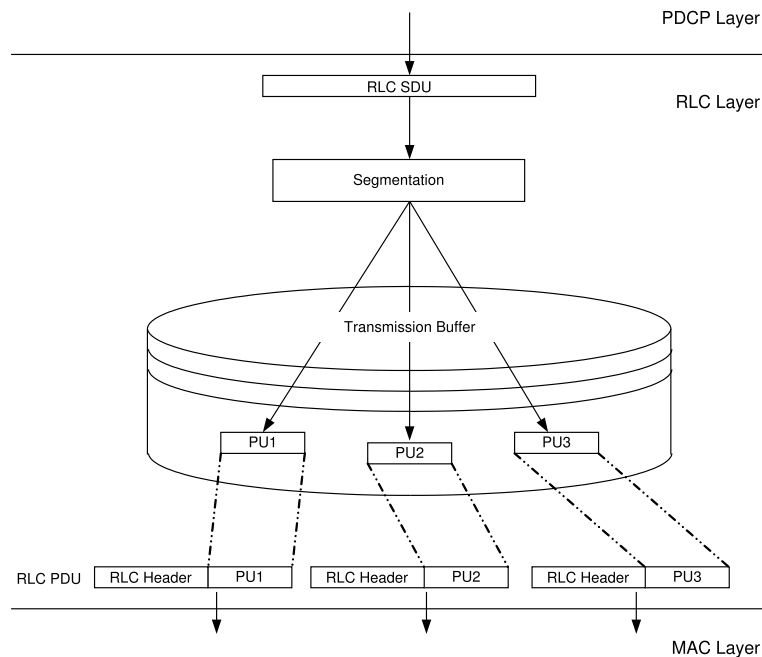 PDCP Layer
RLC SDU
RLC Layer
Segmentation
Transmission Buffer
PU1
PU2
PU3
RLC PDU
RLC Header
PU1
RLC Header
PU2
RLC Header
PU3
MAC Layer